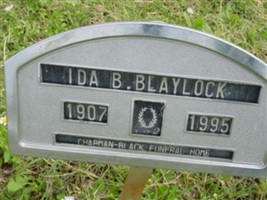 IDA B. BLAYLOCK
1907 1995
CHAPMAN-BLACK FUNERAL HOME